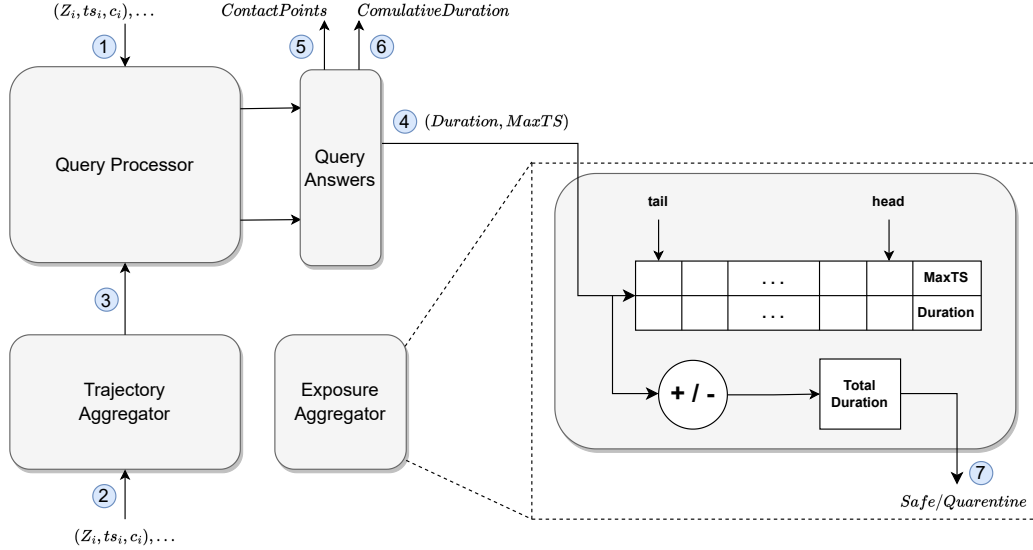 (Z_i, ts_i, c_i), ...
ContactPoints
ComulativeDuration
1
5
6
Query Processor
Query
Answers
4
(Duration, MaxTS)
tail
head
. . .
MaxTS
. . .
Duration
3
Trajectory
Aggregator
Exposure
Aggregator
+ / -
Total
Duration
2
7
(Z_i, ts_i, c_i), ...
Safe/Quarentine